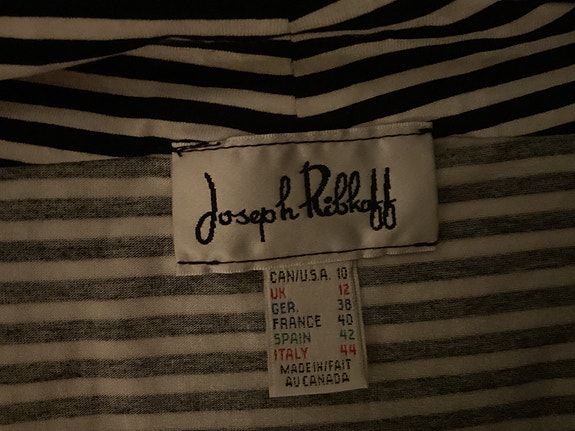 Joseph Ribkoff
CAN/U.S.A. 10
UK 12
GER. 38
FRANCE 40
SPAIN 42
ITALY 44
MADE IN/FAIT
AU CANADA